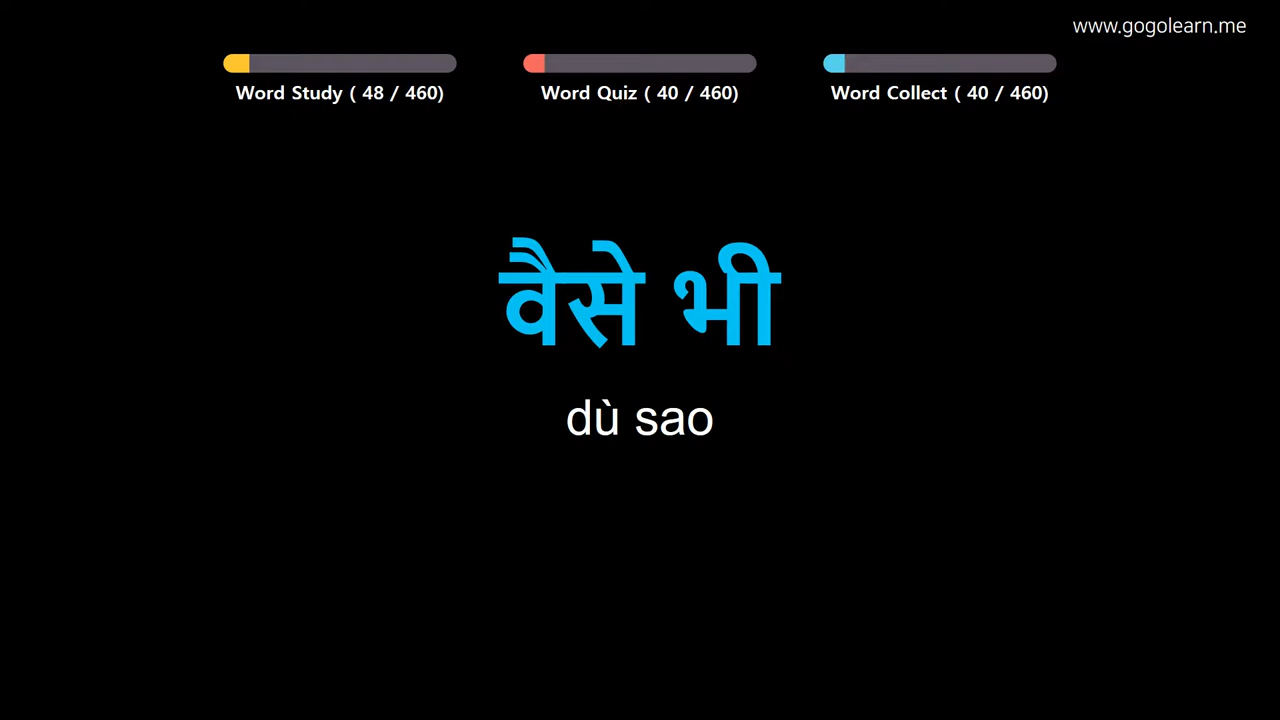 www.gogolearn.me
Word Study ( 48 / 460)
Word Quiz ( 40 / 460)
Word Collect ( 40 / 460)
वैसे भी
dù sao